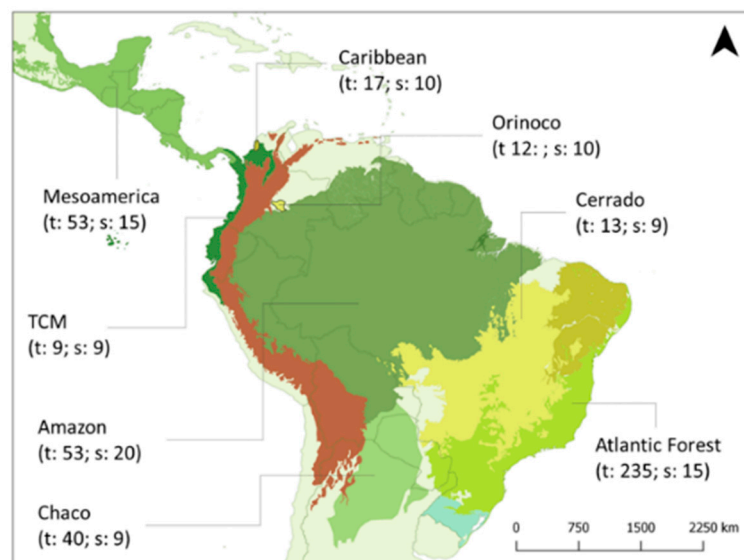 Caribbean
(t: 17; s: 10)
Orinoco
(t 12: ; s: 10)
Mesoamerica
(t: 53; s: 15)
Cerrado
(t: 13; s: 9)
TCM
(t: 9; s: 9)
Amazon
(t: 53; s: 20)
Atlantic Forest
(t: 235; s: 15)
Chaco
(t: 40; s: 9)
0 750 1500 2250 km